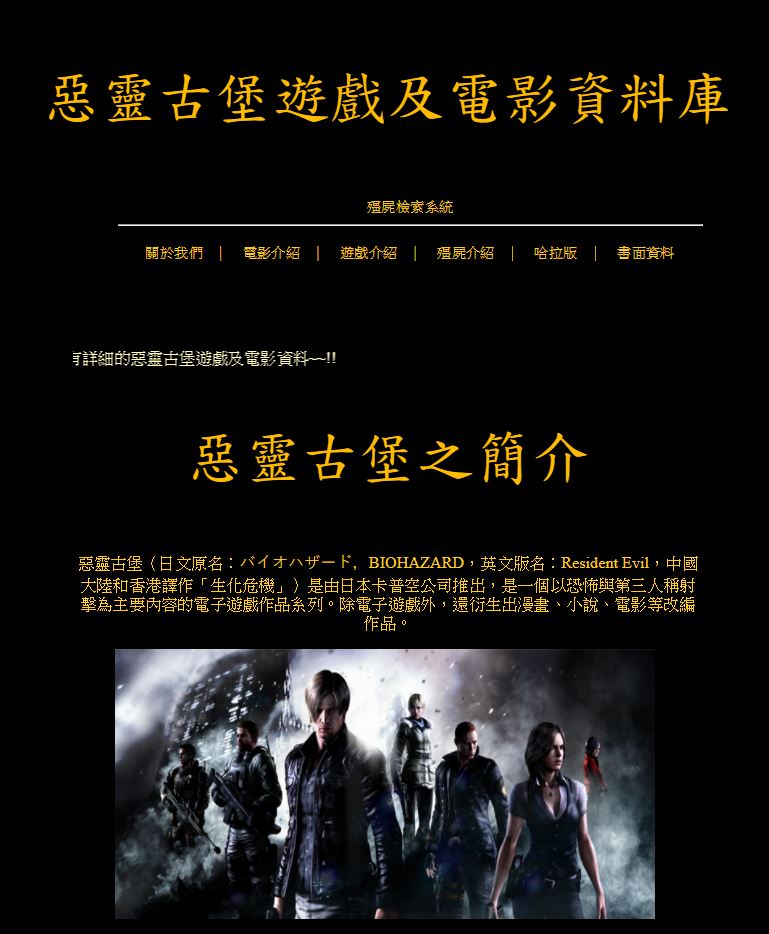 惡靈古堡遊戲及電影資料庫
殭屍檢索系統
關於我們 | 電影介紹 | 遊戲介紹 | 殭屍介紹 | 哈拉版 | 書面資料
詳細的惡靈古堡遊戲及電影資料~~!!
惡靈古堡之簡介
惡靈古堡（日文原名：バイオハザード，BIOHAZARD，英文版名：Resident Evil，中國
大陸和香港譯作「生化危機」）是由日本卡普空公司推出，是一個以恐怖與第三人稱射
擊為主要內容的電子遊戲作品系列。除電子遊戲外，還衍生出漫畫、小說、電影等改編
作品。